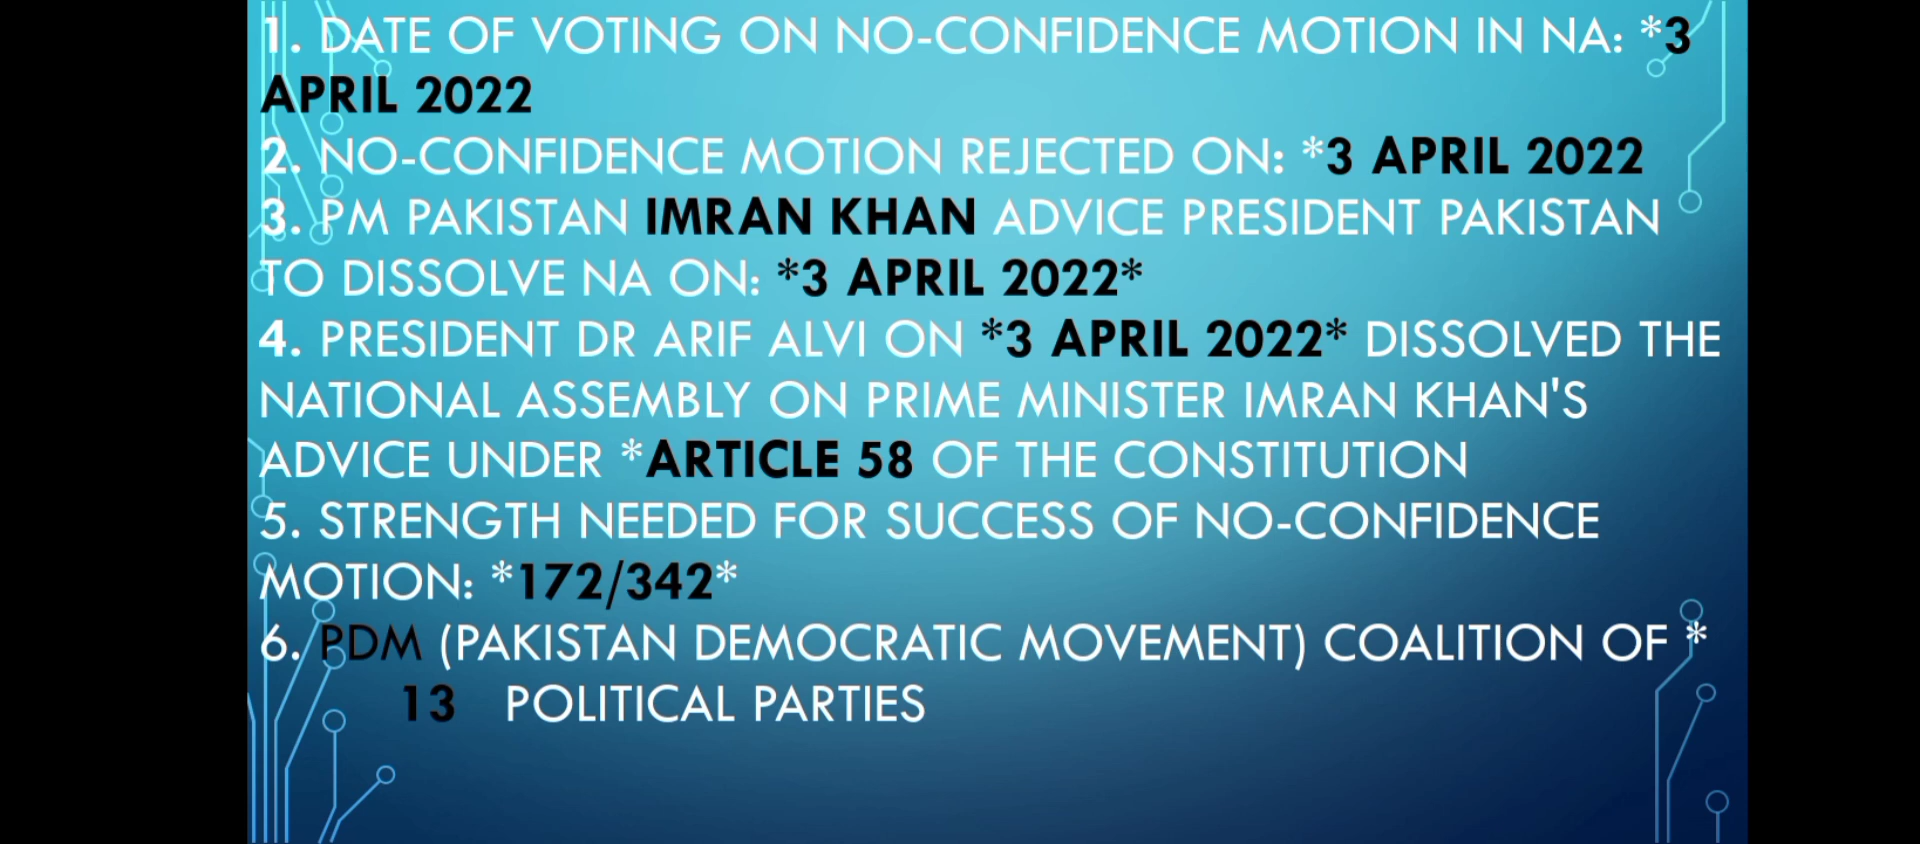 1. DATE OF VOTING ON NO-CONFIDENCE MOTION IN NA: *3
APRIL 2022
2. NO-CONFIDENCE MOTION REJECTED ON: *3 APRIL 2022
3. PM PAKISTAN IMRAN KHAN ADVICE PRESIDENT PAKISTAN
TO DISSOLVE NA ON: *3 APRIL 2022*
4. PRESIDENT DR ARIF ALVI ON *3 APRIL 2022* DISSOLVED THE
NATIONAL ASSEMBLY ON PRIME MINISTER IMRAN KHAN'S
ADVICE UNDER *ARTICLE 58 OF THE CONSTITUTION
5. STRENGTH NEEDED FOR SUCCESS OF NO-CONFIDENCE
MOTION: *172/342*
6. PDM (PAKISTAN DEMOCRATIC MOVEMENT) COALITION OF *
13 POLITICAL PARTIES